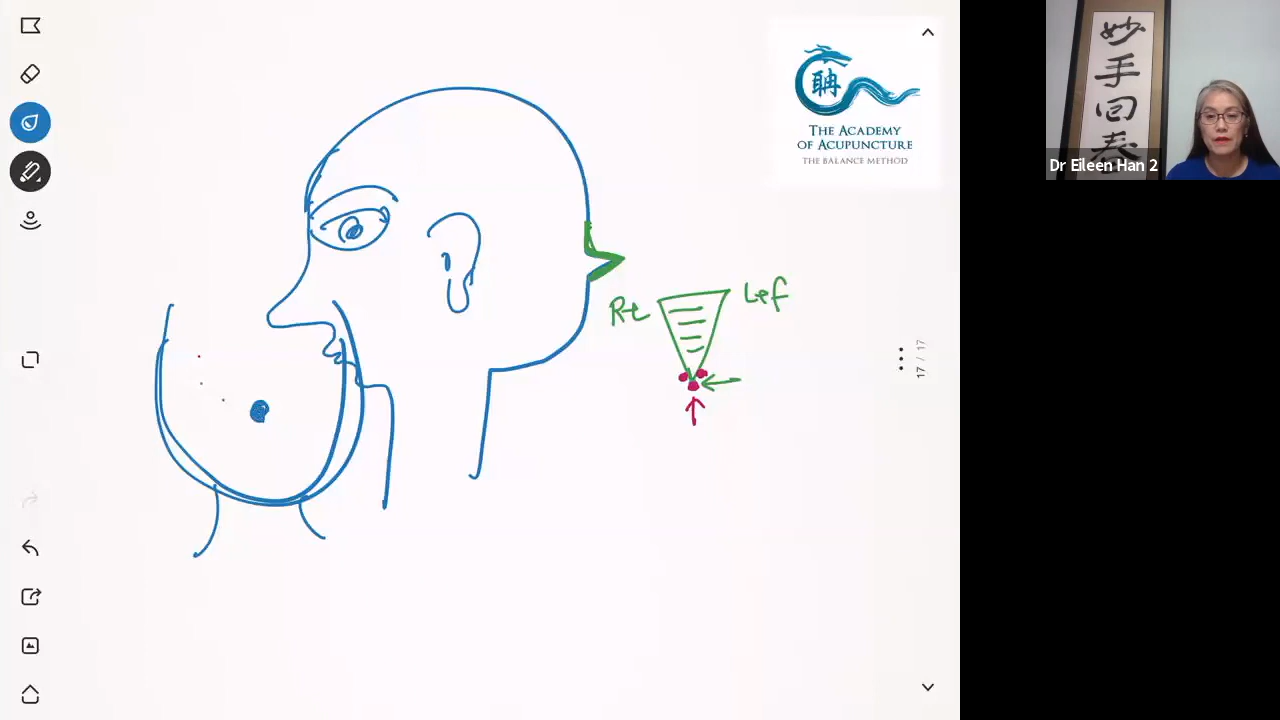 聃
THE ACADEMY
OF ACUPUNCTURE
THE BALANCE METHOD
妙手回春
Dr Eileen Han 2
Rt
Lef
17 / 17